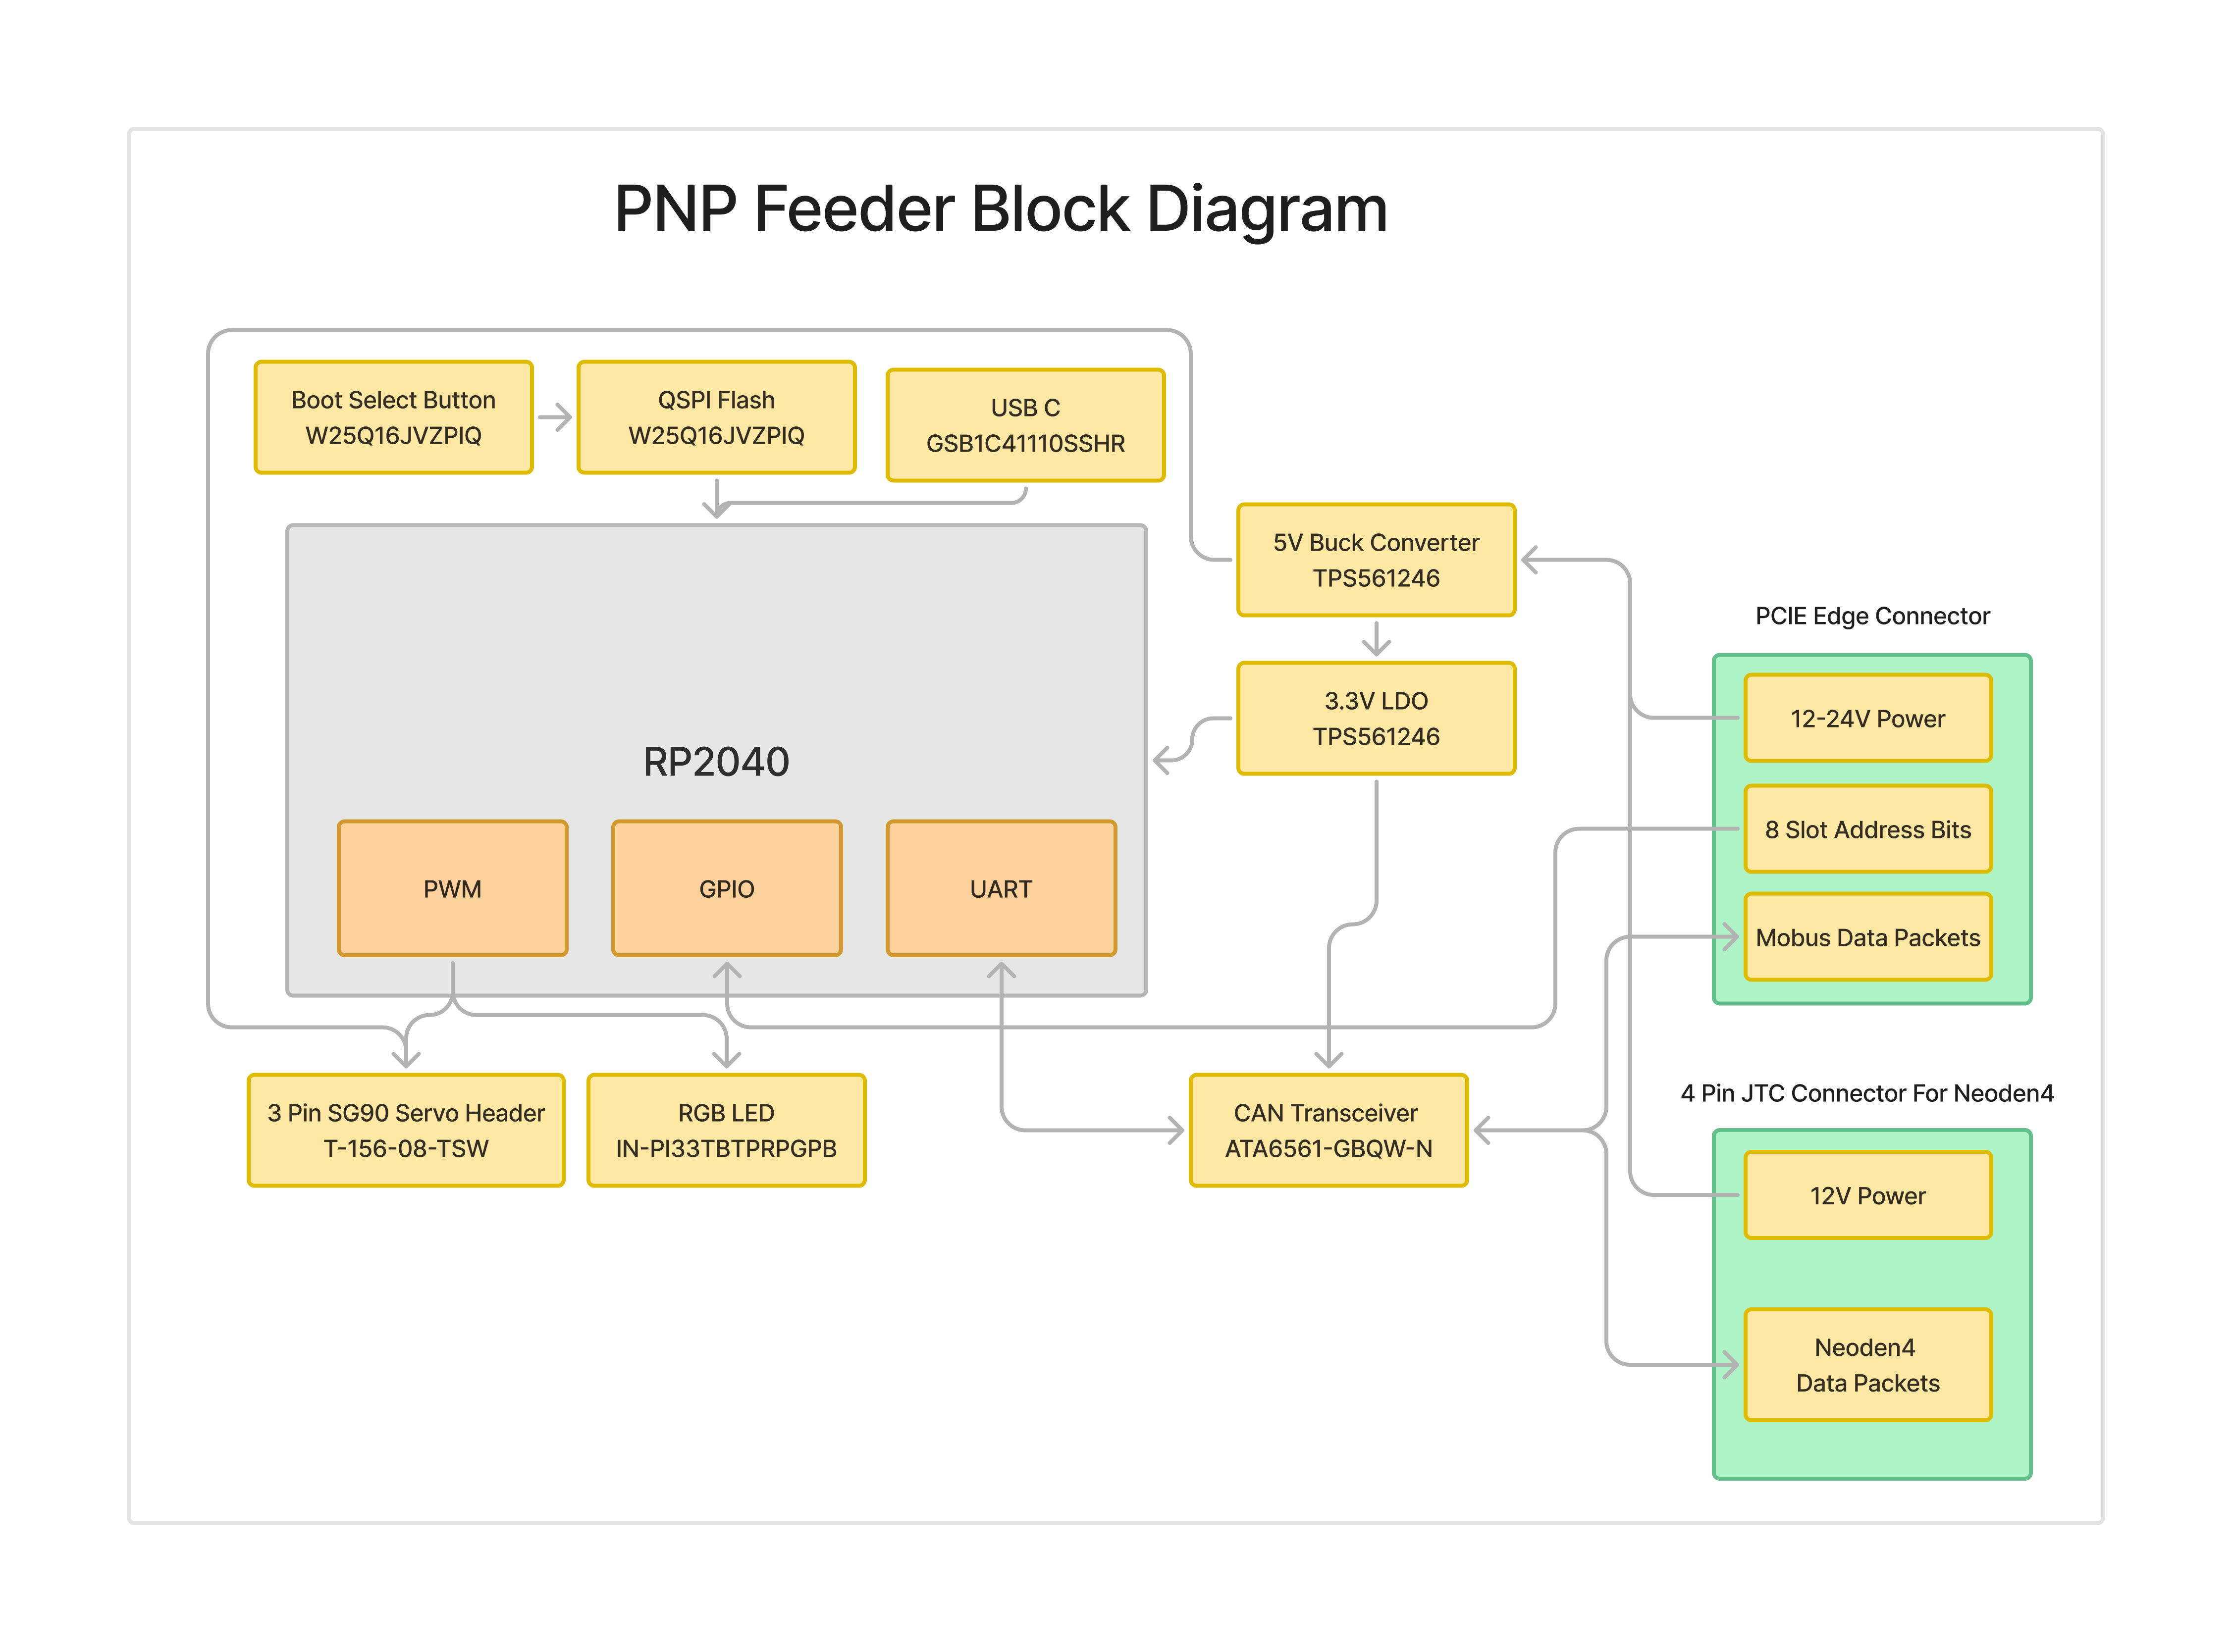 PNP Feeder Block Diagram
Boot Select Button
W25Q16JVZPIQ
QSPI Flash
W25Q16JVZPIQ
USB C
GSB1C41110SSHR
5V Buck Converter
TPS561246
3.3V LDO
TPS561246
RP2040
PWM
GPIO
UART
PCIE Edge Connector
12-24V Power
8 Slot Address Bits
Mobus Data Packets
3 Pin SG90 Servo Header
T-156-08-TSW
RGB LED
IN-PI33TBTPRPGPB
CAN Transceiver
ATA6561-GBQW-N
4 Pin JTC Connector For Neoden4
12V Power
Neoden4
Data Packets